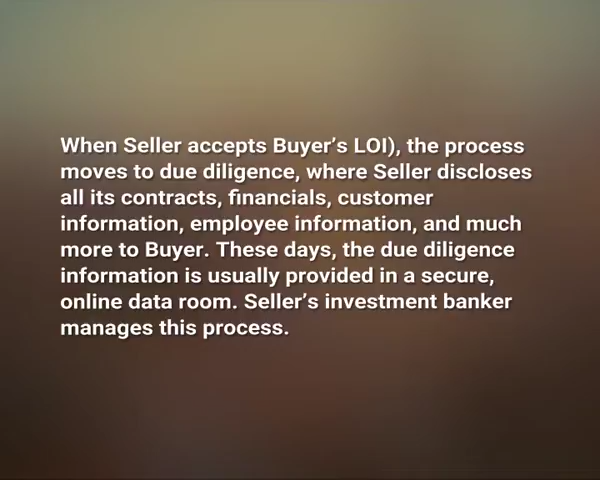 When Seller accepts Buyer’s LOI), the process
moves to due diligence, where Seller discloses
all its contracts, financials, customer
information, employee information, and much
more to Buyer. These days, the due diligence
information is usually provided in a secure,
online data room. Seller’s investment banker
manages this process.